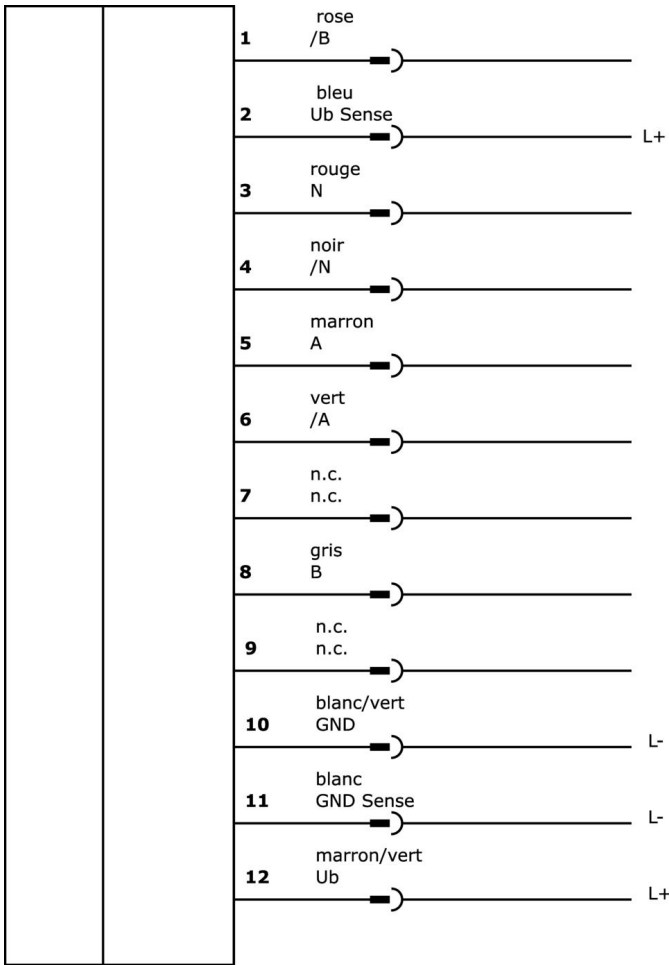 rose
1 /B
bleu
2 Ub Sense
L+
rouge
3 N
noir
4 /N
marron
5 A
vert
6 /A
n.c.
7 n.c.
gris
8 B
n.c.
9 n.c.
blanc/vert
10 GND
L-
blanc
11 GND Sense
L-
marron/vert
12 Ub
L+